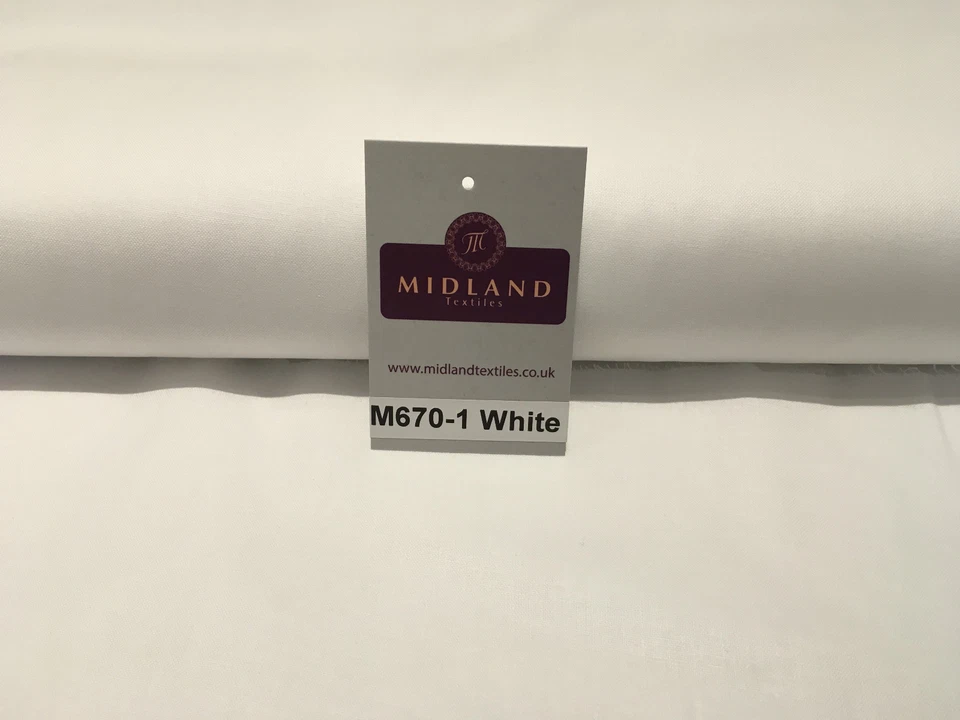 M
MIDLAND
Textiles
www.midlandtextiles.co.uk
M670-1 White